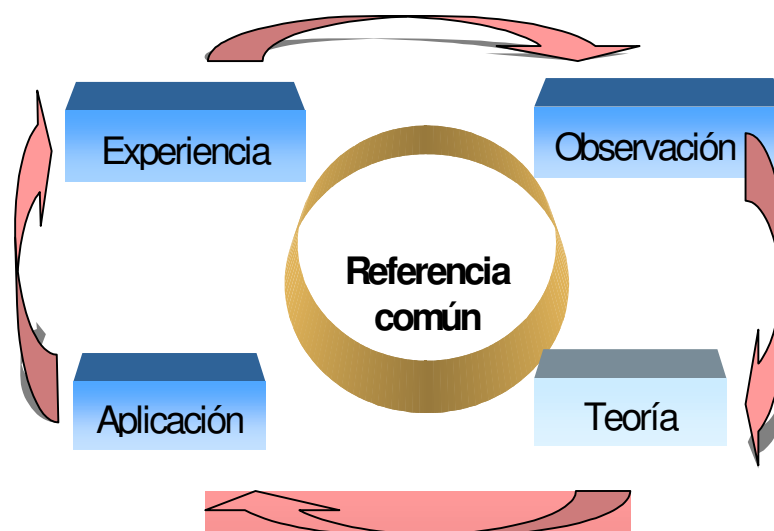 Experiencia
Observación
Referencia
común
Aplicación
Teoría